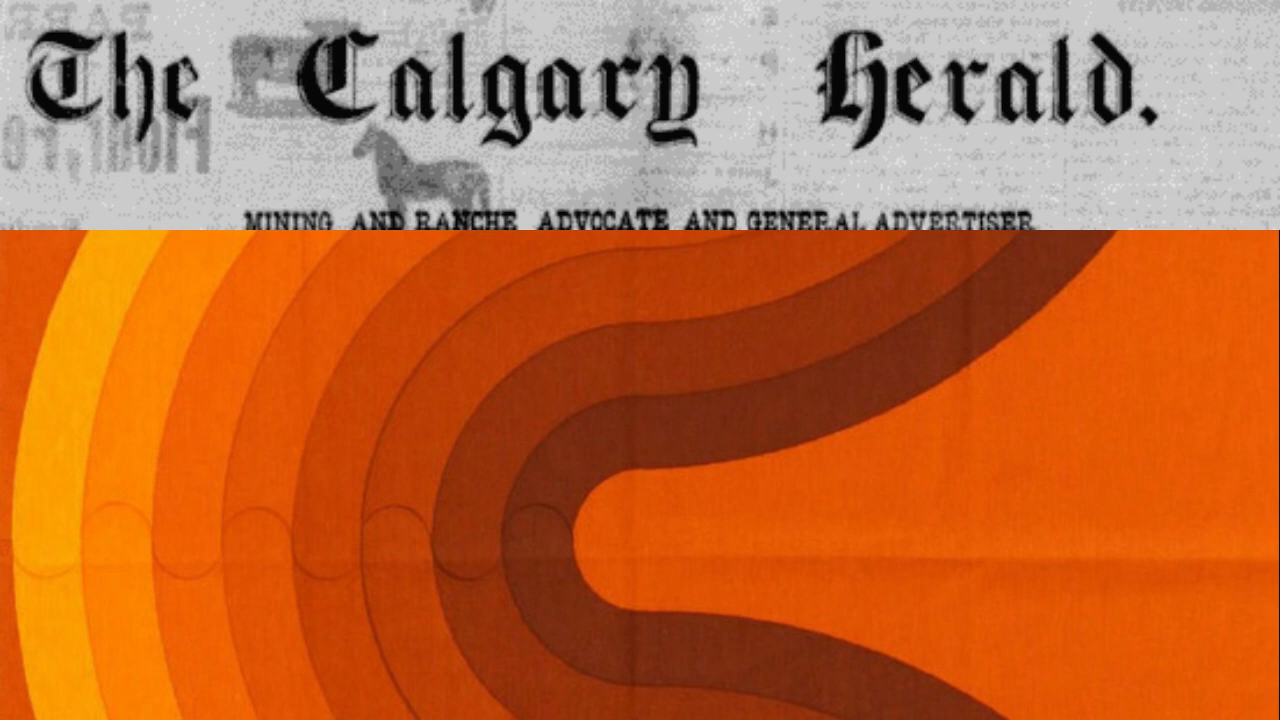 The Calgary Herald.
MINING AND RANCHE ADVOCATE AND GENERAL ADVERTISER.